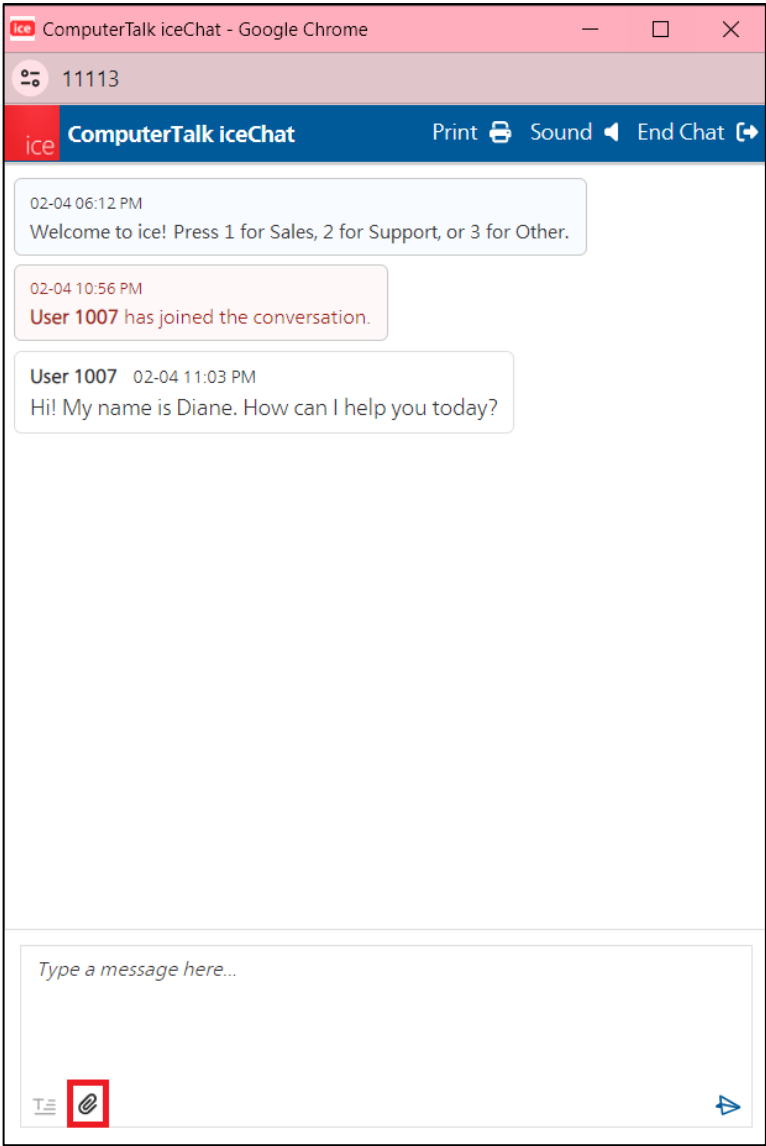 ice ComputerTalk iceChat - Google Chrome
11113
ice ComputerTalk iceChat Print Sound End Chat
02-04 06:12 PM
Welcome to ice! Press 1 for Sales, 2 for Support, or 3 for Other.
02-04 10:56 PM
User 1007 has joined the conversation.
User 1007 02-04 11:03 PM
Hi! My name is Diane. How can I help you today?
Type a message here...